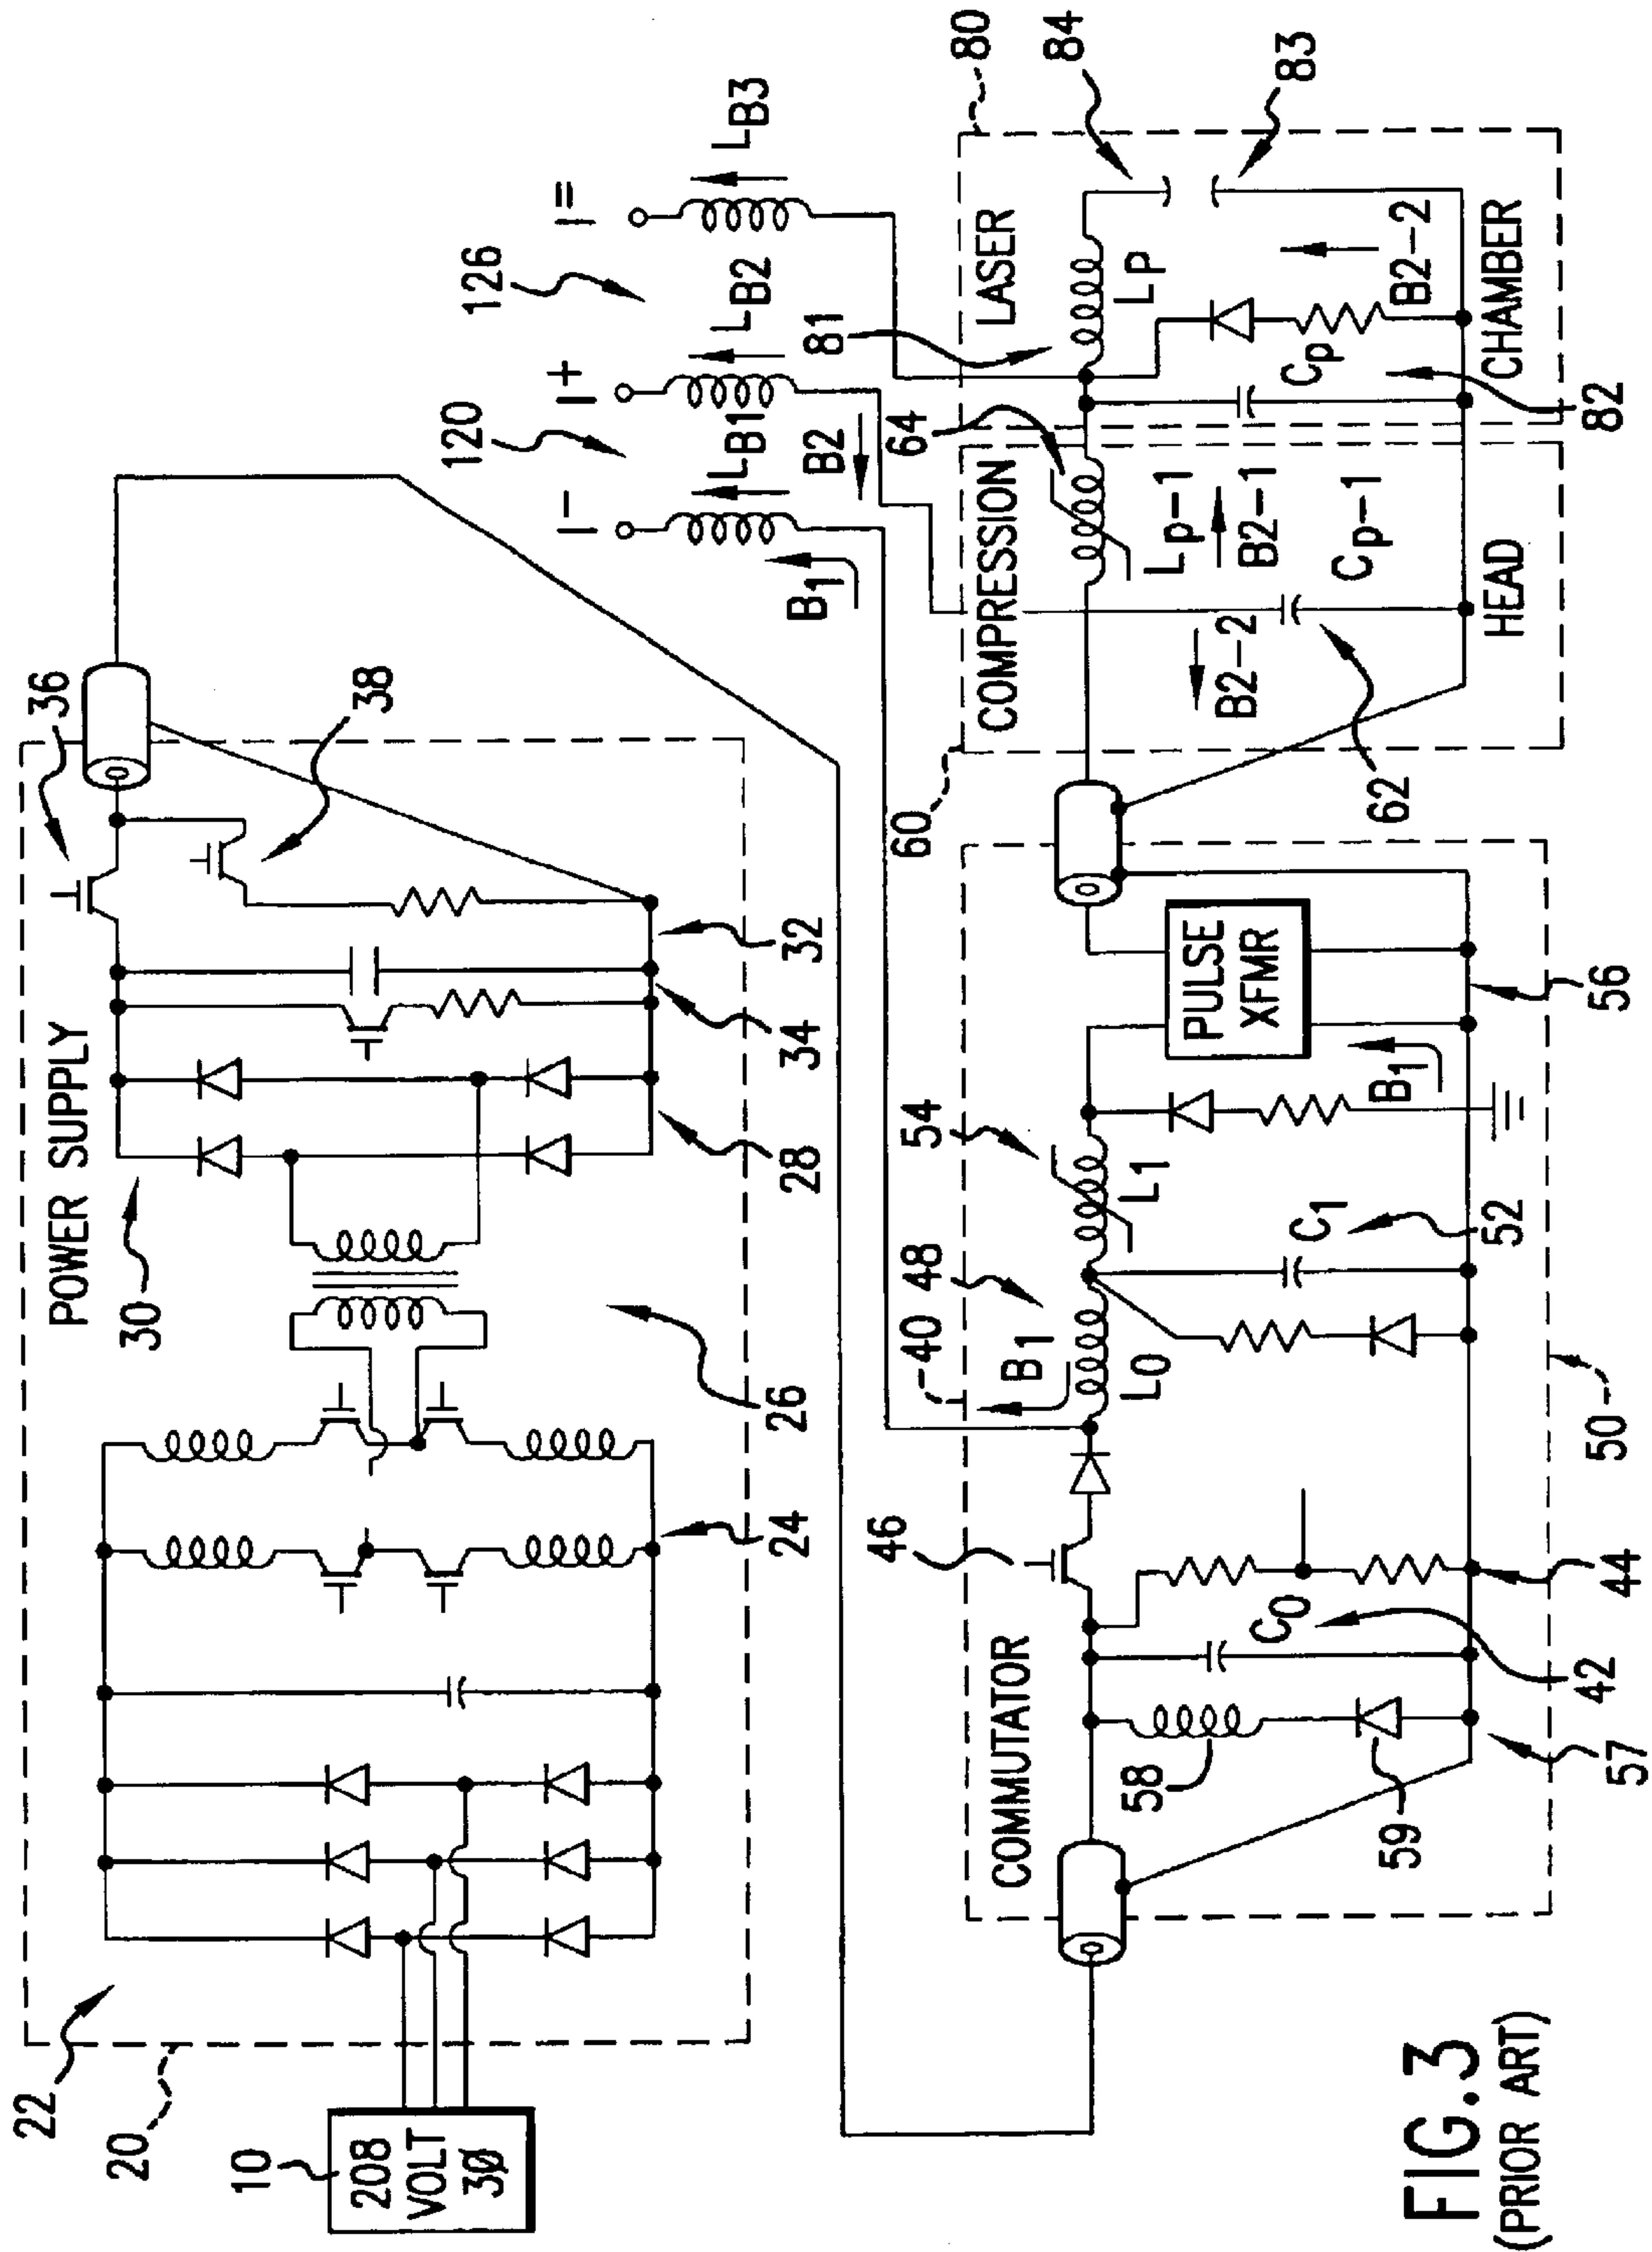 10
208
VOLT
3Ø
20
22
POWER SUPPLY
24
26
28
30
32
34
36
38
120
126
I-
I+
I=
LB1
LB2
LB3
B1
B2
COMMUTATOR
40
42
44
46
48
50
52
54
56
57
58
59
C0
L0
B1
C1
L1
B1
PULSE
XFMR
60
COMPRESSION
HEAD
62
64
Lp-1
B2-1
B2-2
Cp-1
80
LASER
CHAMBER
81
82
83
84
LP
Cp
B2-2
FIG.3
(PRIOR ART)